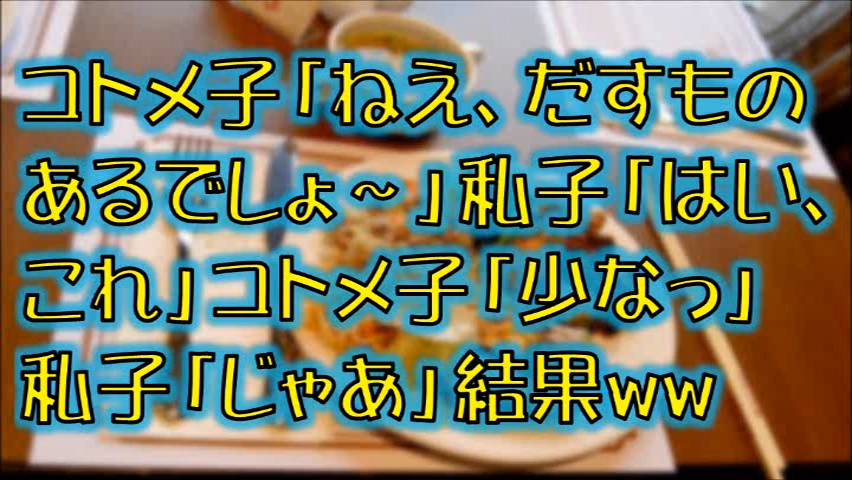 コトメ子「ねえ、だすもの
あるでしょ~」私子「はい、
これ」コトメ子「少なっ」
私子「じゃあ」結果ww